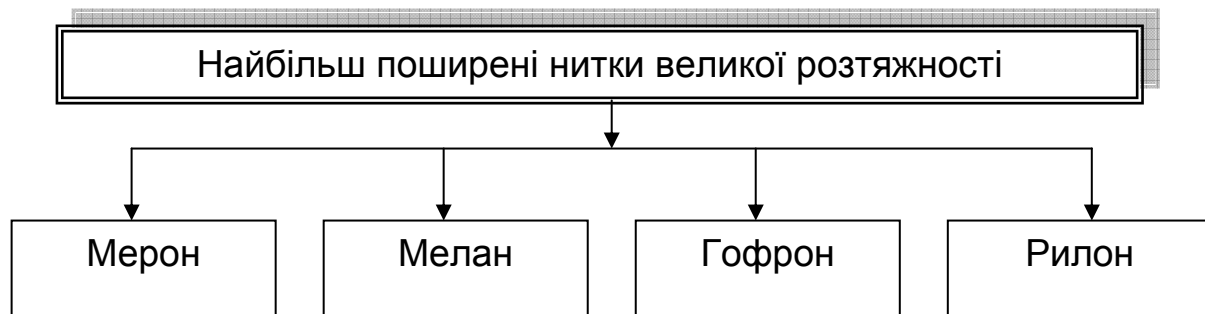 Найбільш поширені нитки великої розтяжності
Мерон
Мелан
Гофрон
Рилон